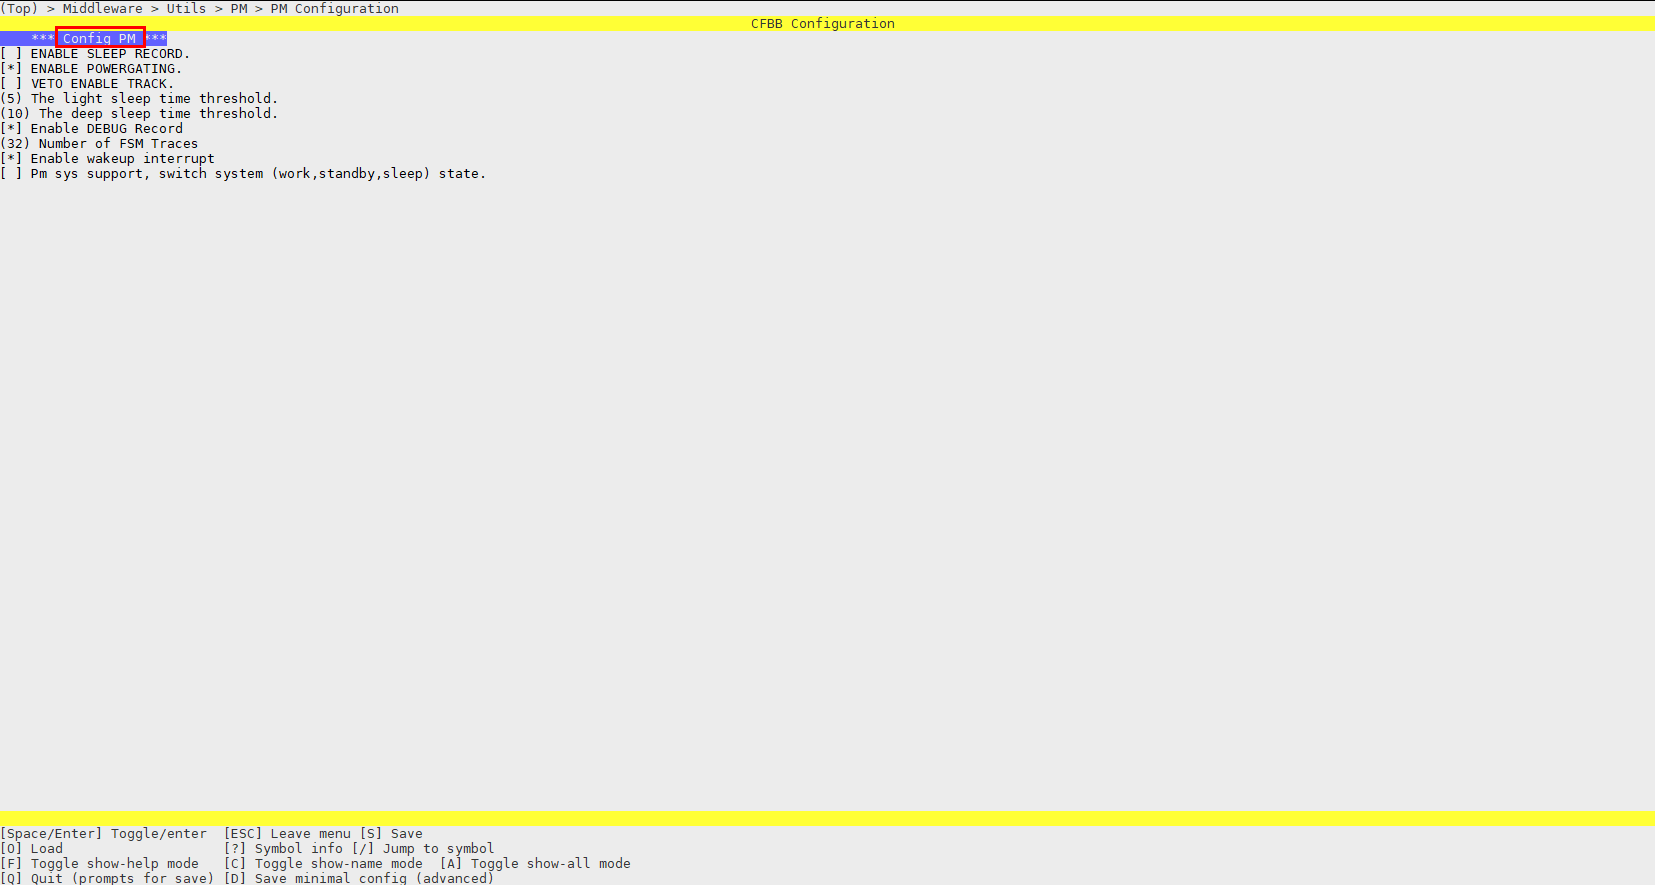 (Top) > Middleware > Utils > PM > PM Configuration
CFBB Configuration
*** Config PM ***
[ ] ENABLE SLEEP RECORD.
[*] ENABLE POWERGATING.
[ ] VETO ENABLE TRACK.
(5) The light sleep time threshold.
(10) The deep sleep time threshold.
[*] Enable DEBUG Record
(32) Number of FSM Traces
[*] Enable wakeup interrupt
[ ] Pm sys support, switch system (work,standby,sleep) state.
[Space/Enter] Toggle/enter  [ESC] Leave menu [S] Save
[O] Load                    [?] Symbol info [/] Jump to symbol
[F] Toggle show-help mode   [C] Toggle show-name mode  [A] Toggle show-all mode
[Q] Quit (prompts for save) [D] Save minimal config (advanced)